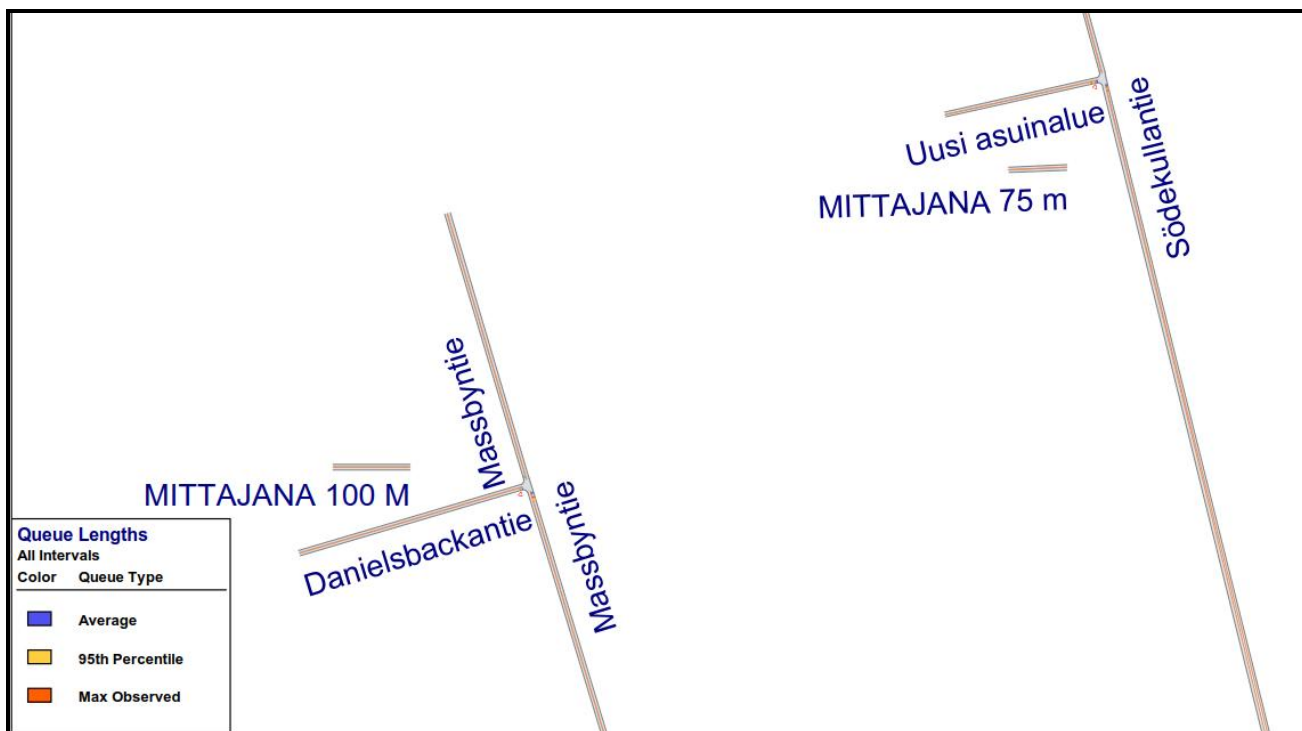 Södekullantie
Uusi asuinalue
MITTAJANA 75 m
Massbyntie
MITTAJANA 100 M
Massbyntie
Danielsbackantie
Queue Lengths
All Intervals
Color Queue Type
Average
95th Percentile
Max Observed